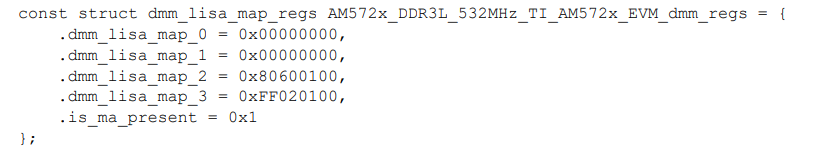 const struct dmm_lisa_map_regs AM572x_DDR3L_532MHz_TI_AM572x_EVM_dmm_regs = {
    .dmm_lisa_map_0 = 0x00000000,
    .dmm_lisa_map_1 = 0x00000000,
    .dmm_lisa_map_2 = 0x80600100,
    .dmm_lisa_map_3 = 0xFF020100,
    .is_ma_present = 0x1
};